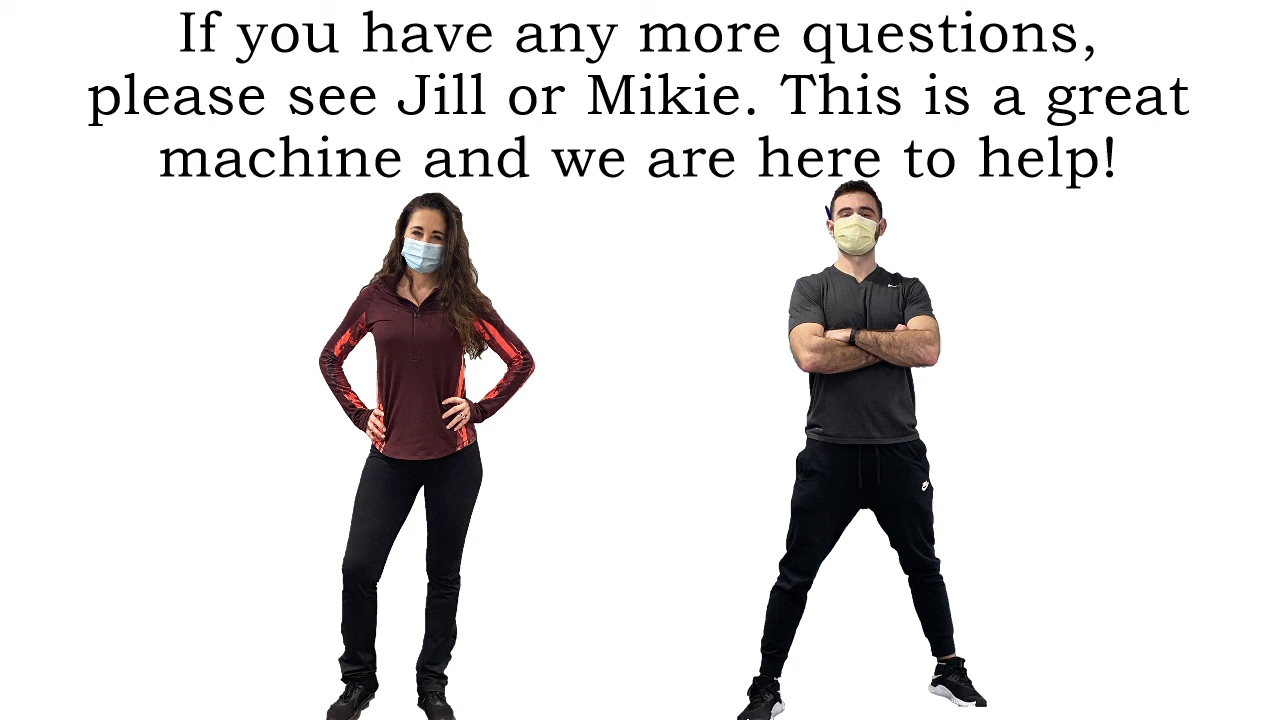 If you have any more questions,
please see Jill or Mikie. This is a great
machine and we are here to help!